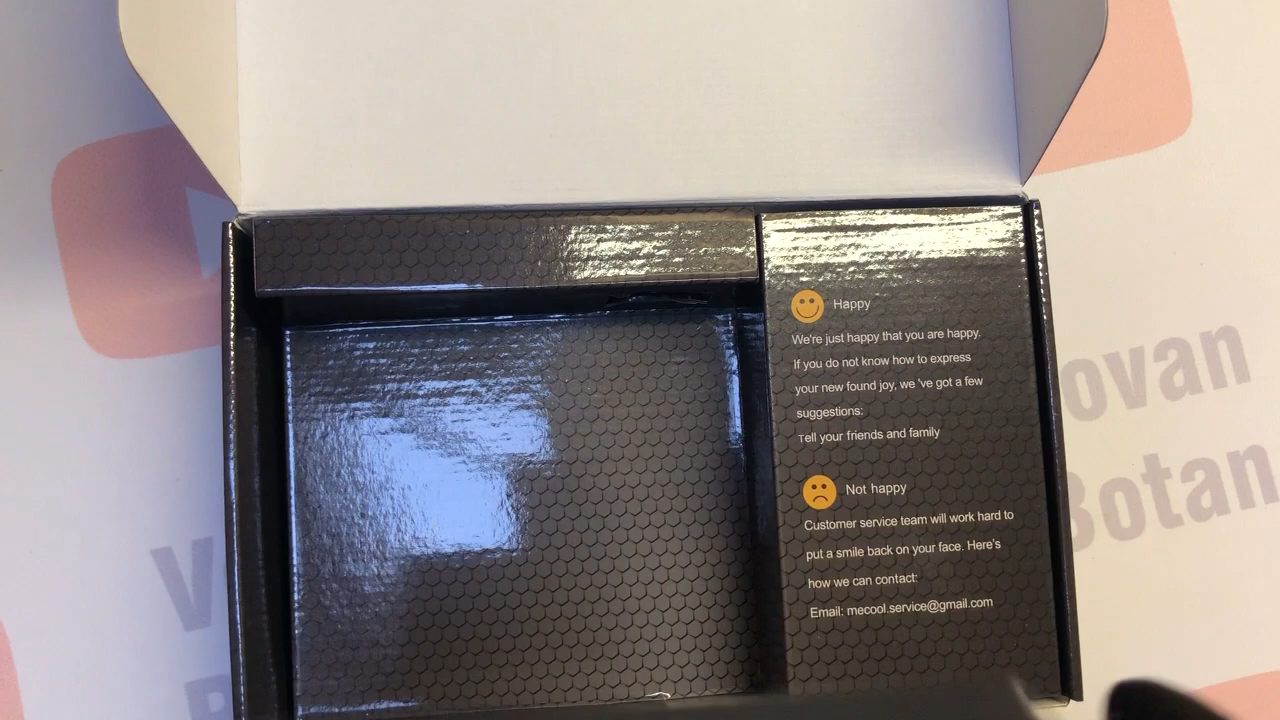 Happy
We're just happy that you are happy.
If you do not know how to express
your new found joy, we 've got a few
suggestions:
Tell your friends and family
Not happy
Customer service team will work hard to
put a smile back on your face. Here's
how we can contact:
Email: mecool.service@gmail.com
ovan
Botan